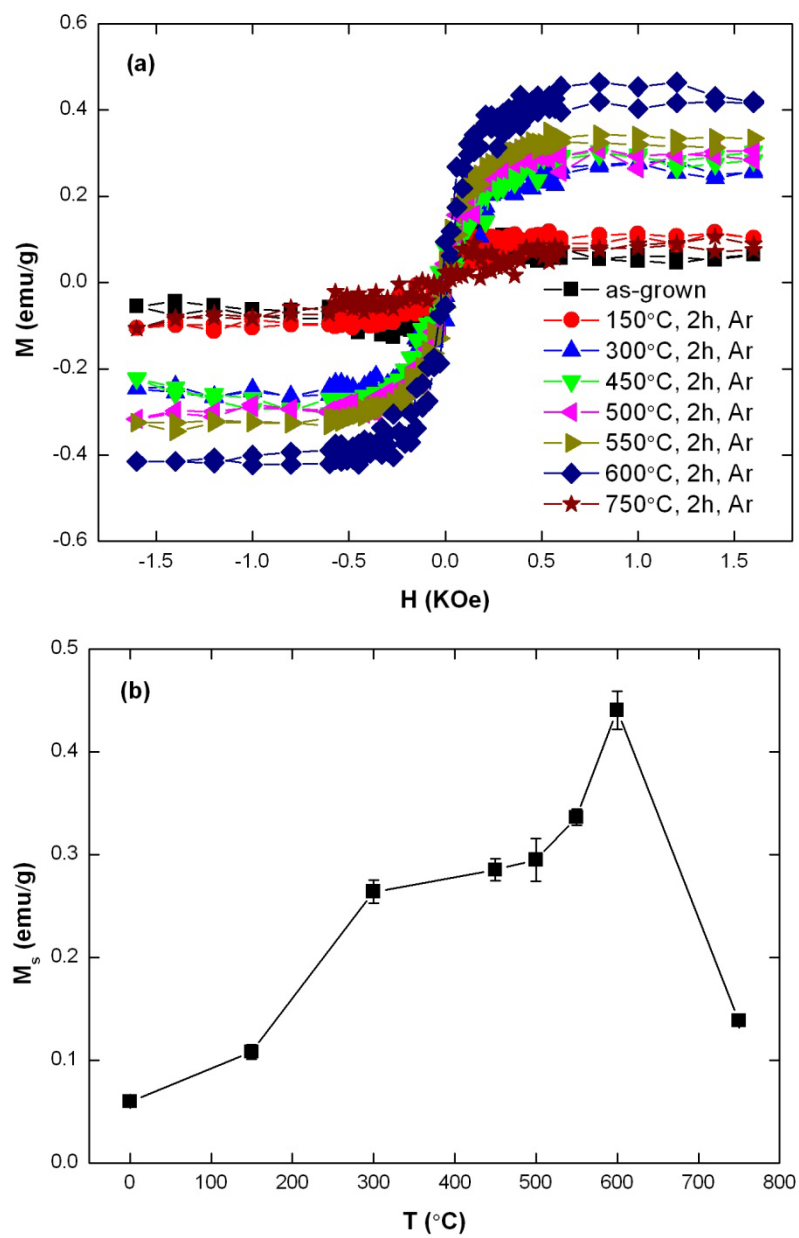 (a)
0.6
0.4
0.2
0.0
-0.2
-0.4
-0.6
M (emu/g)
as-grown
150°C, 2h, Ar
300°C, 2h, Ar
450°C, 2h, Ar
500°C, 2h, Ar
550°C, 2h, Ar
600°C, 2h, Ar
750°C, 2h, Ar
-1.5 -1.0 -0.5 0.0 0.5 1.0 1.5
H (KOe)
(b)
0.5
0.4
0.3
0.2
0.1
0.0
Ms (emu/g)
0 100 200 300 400 500 600 700 800
T (°C)